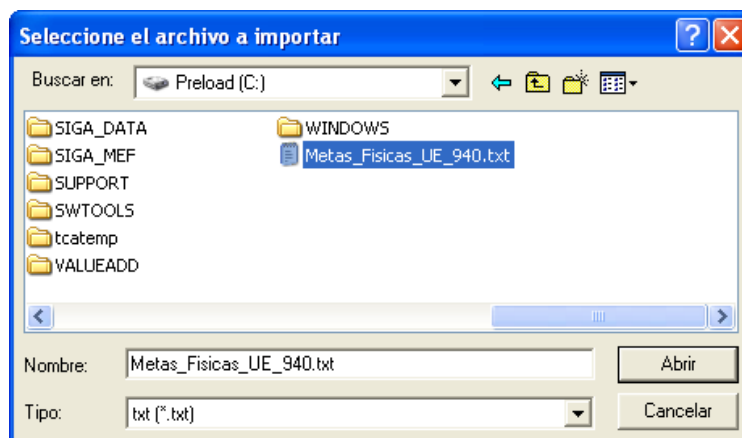 Seleccione el archivo a importar
Buscar en: Preload (C:)
SIGA_DATA
SIGA_MEF
SUPPORT
SWTOOLS
tcatemp
VALUEADD
WINDOWS
Metas_Fisicas_UE_940.txt
Nombre: Metas_Fisicas_UE_940.txt Abrir
Tipo: txt (*.txt) Cancelar